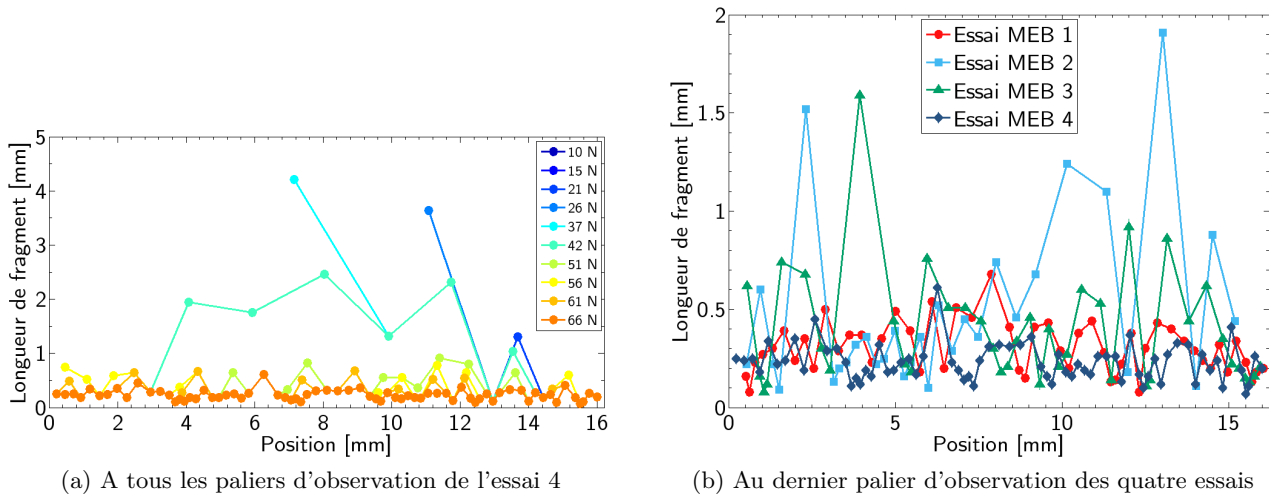 Longueur de fragment [mm]
5
4
3
2
1
0
10 N
15 N
21 N
26 N
37 N
42 N
51 N
56 N
61 N
66 N
0 2 4 6 8 10 12 14 16
Position [mm]
(a) A tous les paliers d'observation de l'essai 4
Longueur de fragment [mm]
2
1.5
1
0.5
0
Essai MEB 1
Essai MEB 2
Essai MEB 3
Essai MEB 4
0 5 10 15
Position [mm]
(b) Au dernier palier d'observation des quatre essais